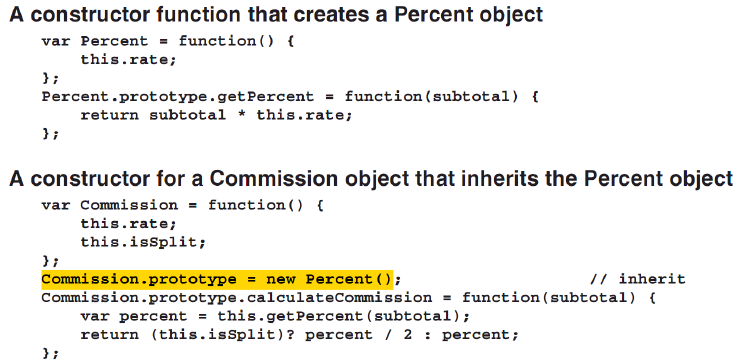 A constructor function that creates a Percent object
var Percent = function() {
    this.rate;
};
Percent.prototype.getPercent = function(subtotal) {
    return subtotal * this.rate;
};
A constructor for a Commission object that inherits the Percent object
var Commission = function() {
    this.rate;
    this.isSplit;
};
Commission.prototype = new Percent();                    // inherit
Commission.prototype.calculateCommission = function(subtotal) {
    var percent = this.getPercent(subtotal);
    return (this.isSplit)? percent / 2 : percent;
};